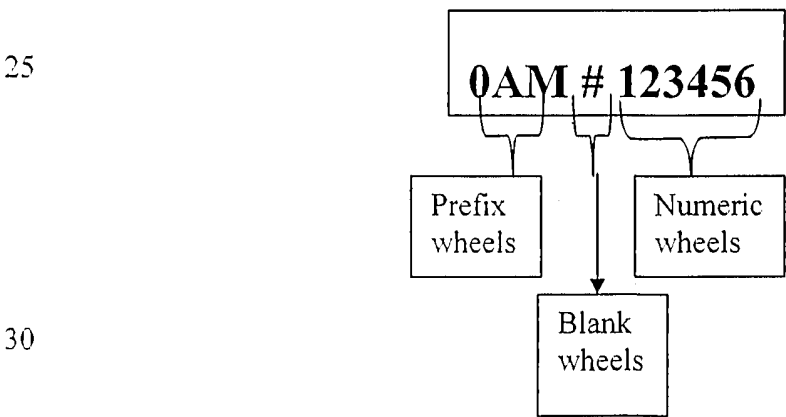 25
0AM # 123456
Prefix
wheels
Numeric
wheels
Blank
wheels
30